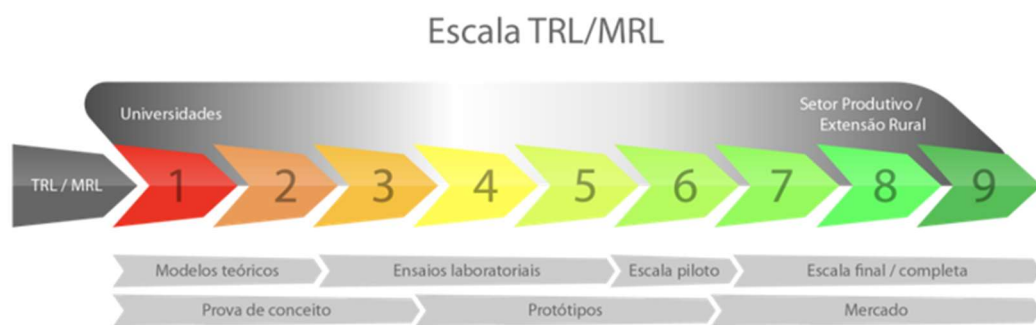 Escala TRL/MRL
Universidades
Setor Produtivo /
Extensão Rural
TRL / MRL
1
2
3
4
5
6
7
8
9
Modelos teóricos
Ensaios laboratoriais
Escala piloto
Escala final / completa
Prova de conceito
Protótipos
Mercado